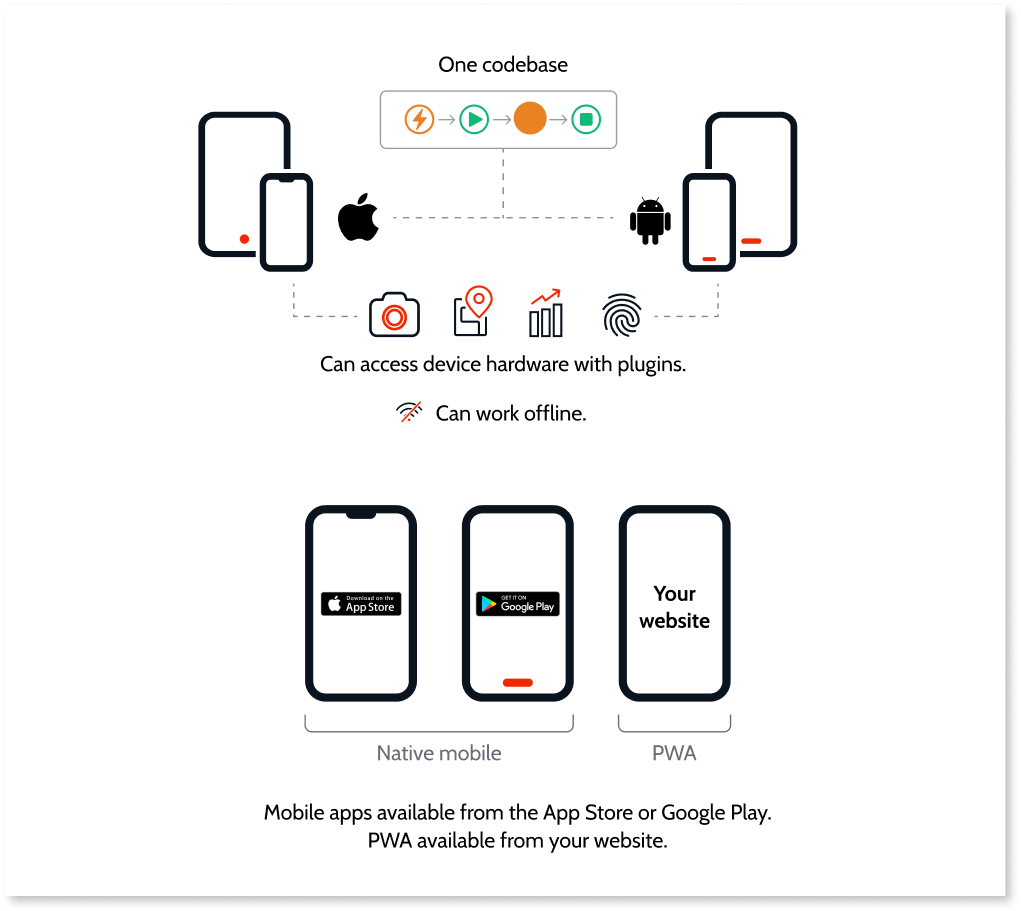 One codebase
Can access device hardware with plugins.
Can work offline.
Download on the
App Store
GET IT ON
Google Play
Your
website
Native mobile
PWA
Mobile apps available from the App Store or Google Play.
PWA available from your website.